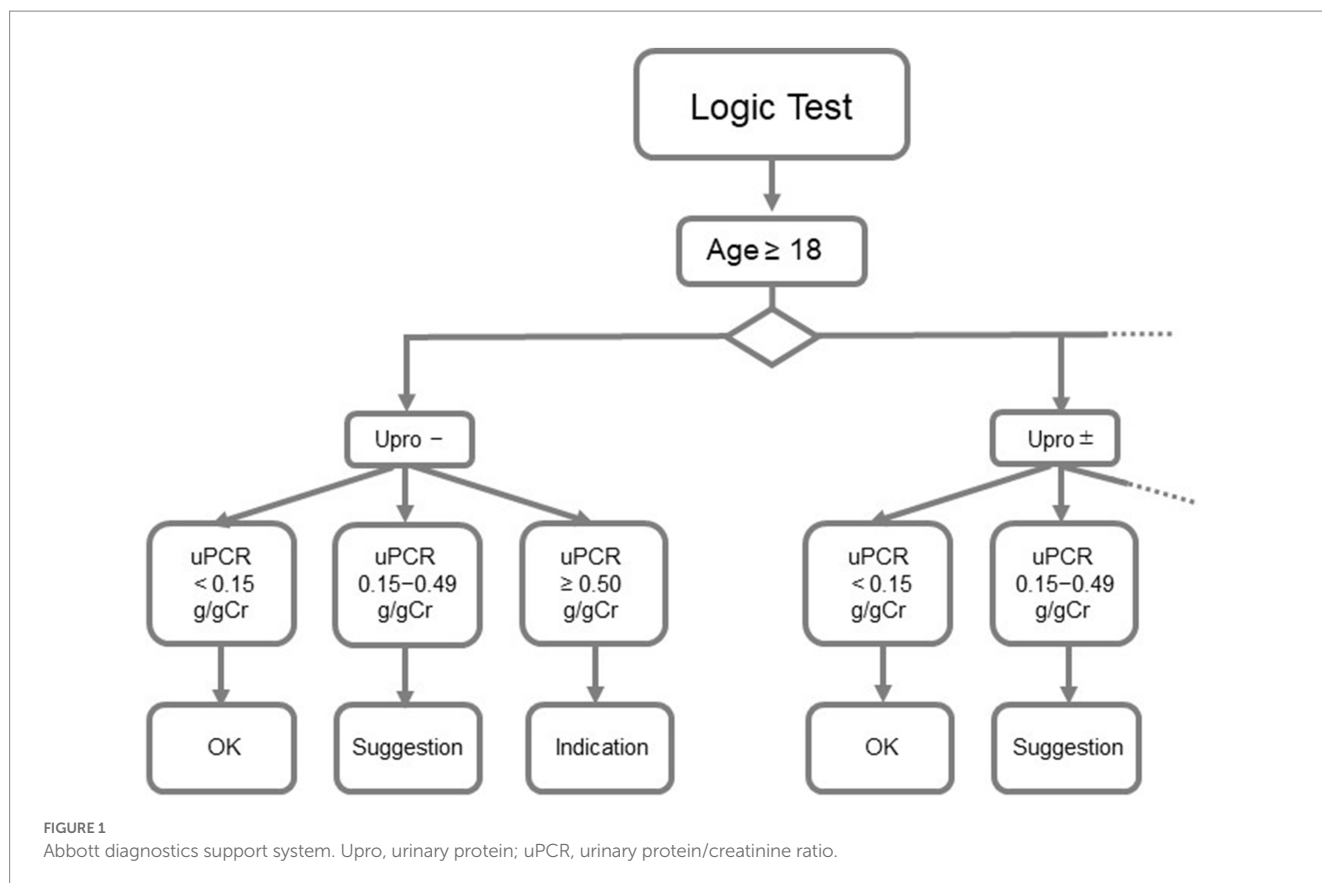 Logic Test
Age ≥ 18
Upro −
Upro ±
uPCR
< 0.15
g/gCr
uPCR
0.15−0.49
g/gCr
uPCR
≥ 0.50
g/gCr
uPCR
< 0.15
g/gCr
uPCR
0.15−0.49
g/gCr
OK
Suggestion
Indication
OK
Suggestion
FIGURE 1
Abbott diagnostics support system. Upro, urinary protein; uPCR, urinary protein/creatinine ratio.